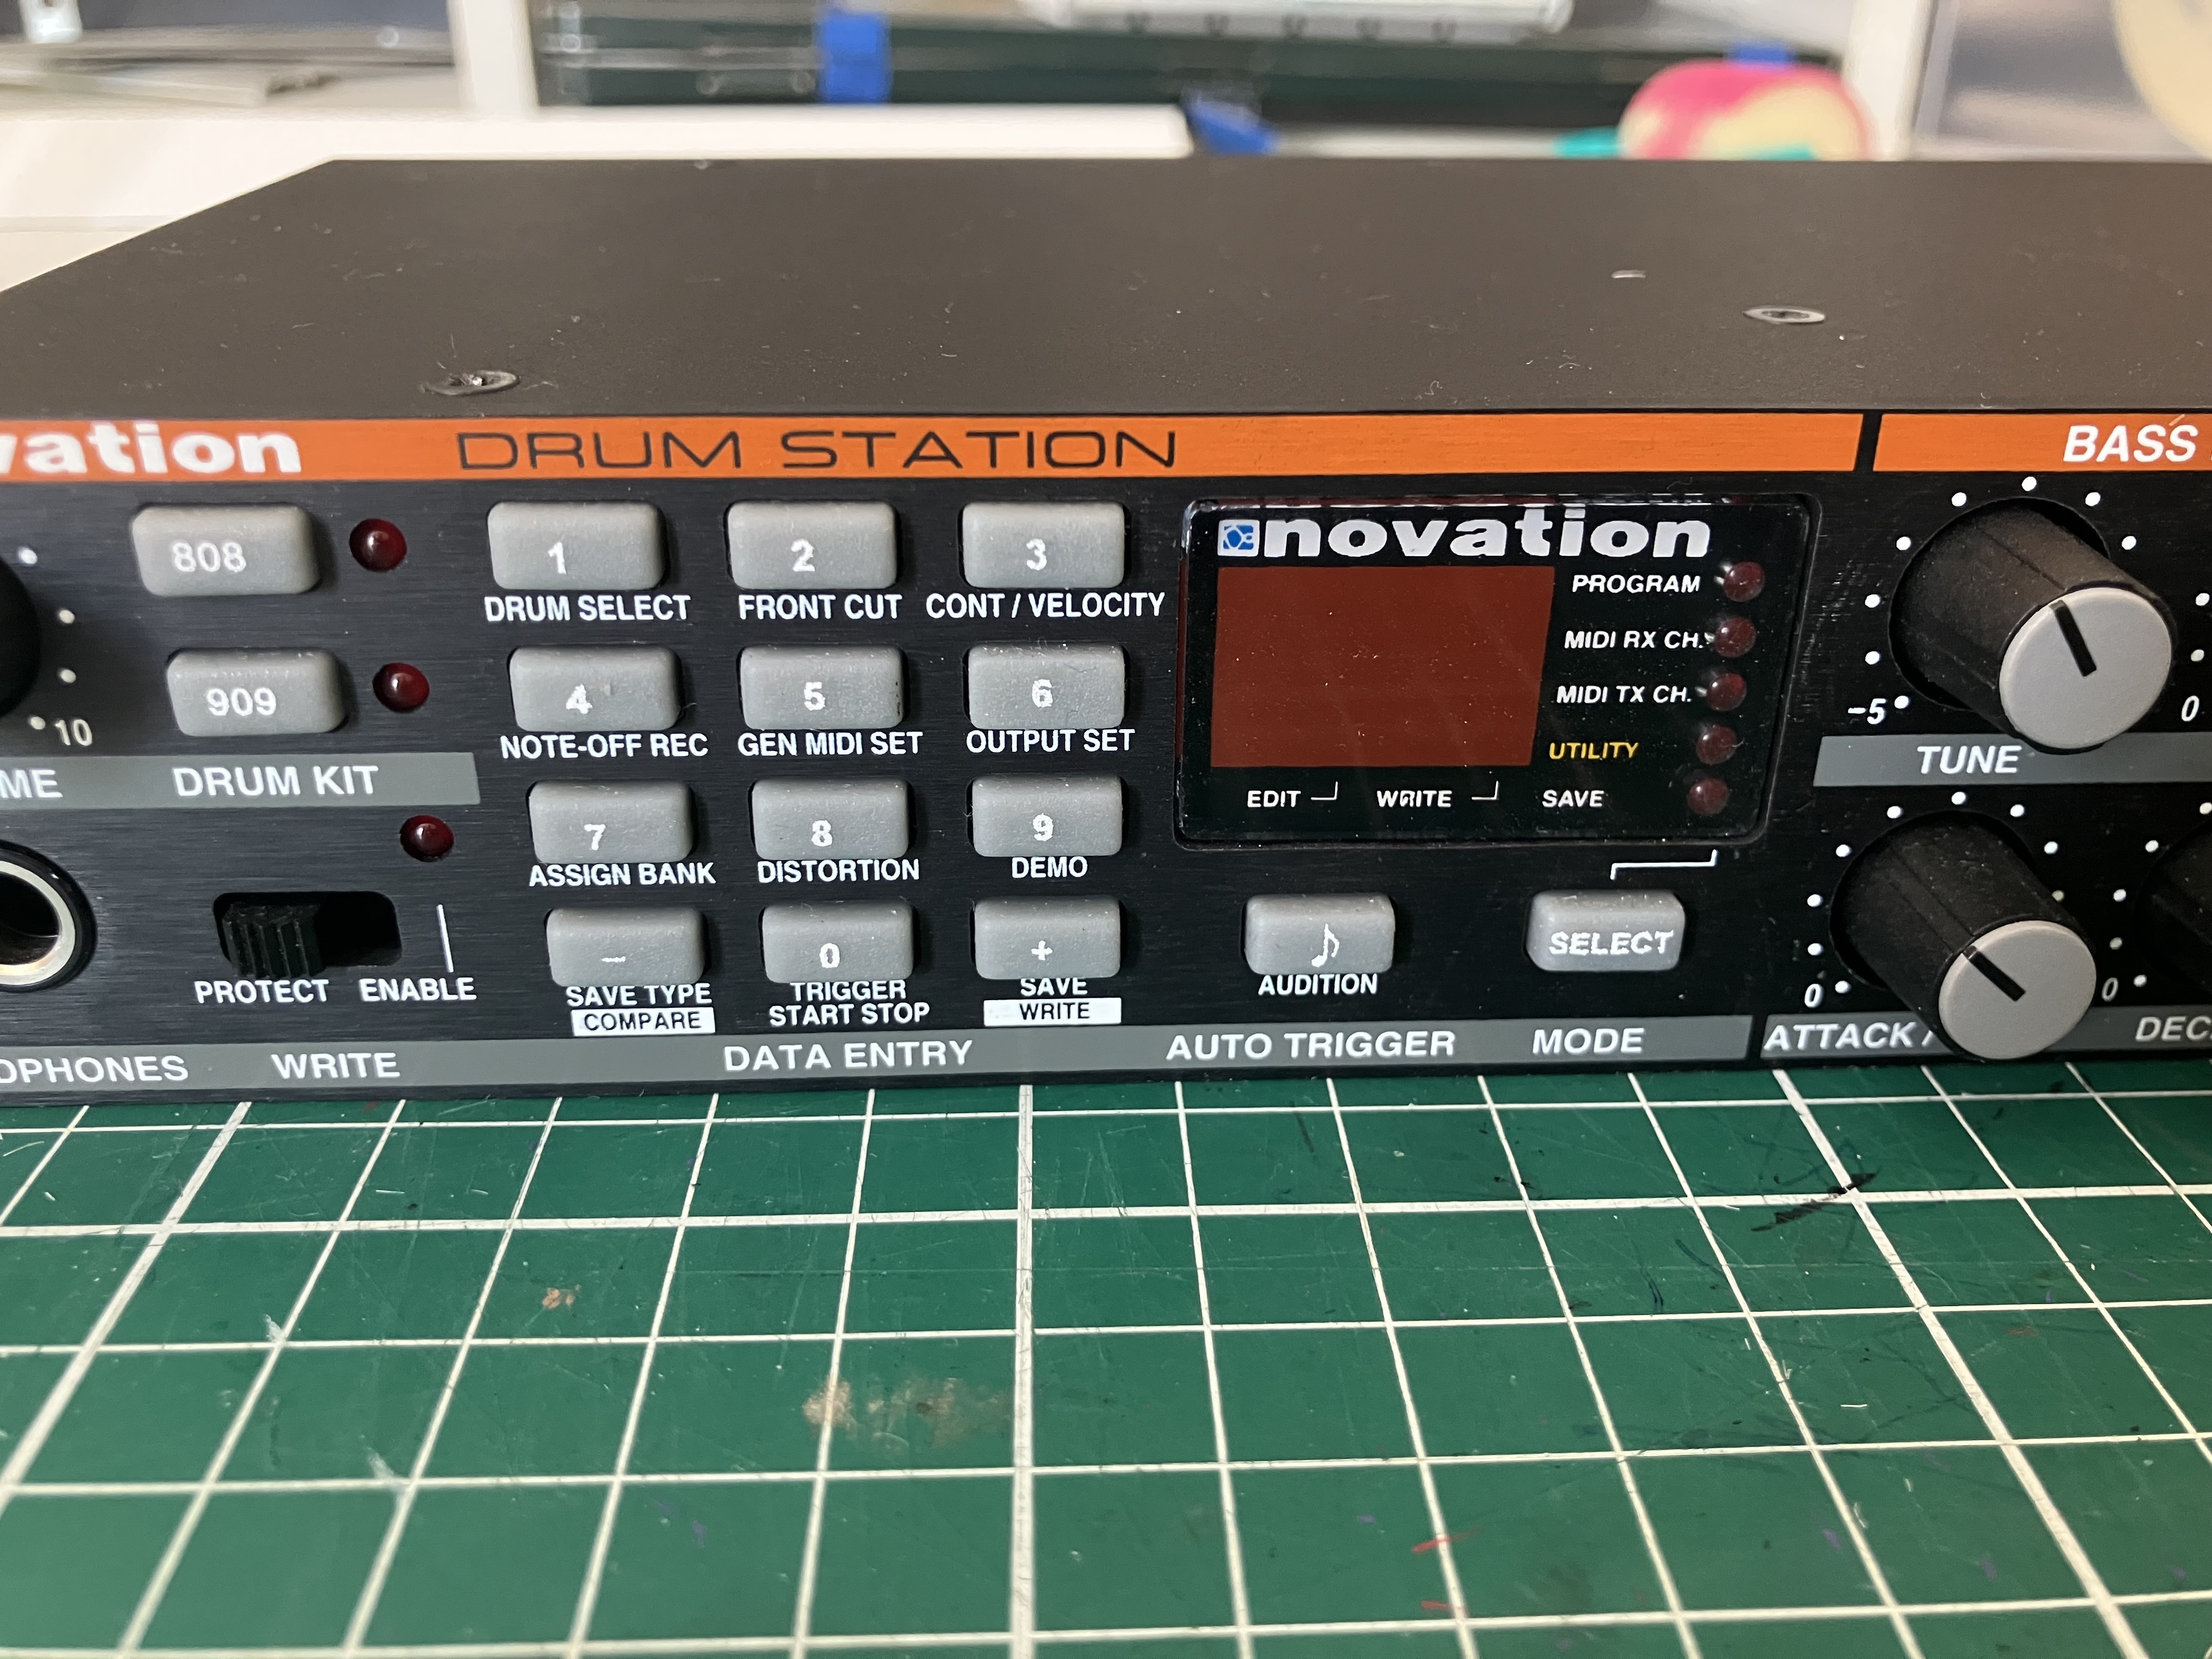 vation DRUM STATION BASS
808
909
10
ME DRUM KIT
PROTECT ENABLE
OPHONES WRITE
1 2 3
DRUM SELECT FRONT CUT CONT / VELOCITY
4 5 6
NOTE-OFF REC GEN MIDI SET OUTPUT SET
7 8 9
ASSIGN BANK DISTORTION DEMO
- 0 +
SAVE TYPE TRIGGER SAVE
COMPARE START STOP WRITE
DATA ENTRY
novation
PROGRAM
MIDI RX CH.
MIDI TX CH.
UTILITY
EDIT WRITE SAVE
♪ SELECT
AUDITION
AUTO TRIGGER MODE
-5 0
TUNE
0 0
ATTACK / DEC